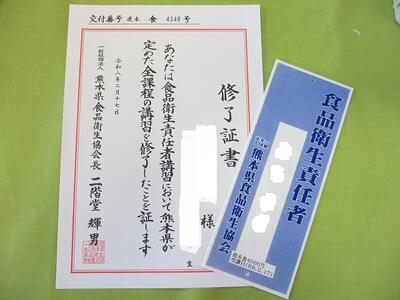 交付番号 茂木 食 4548 号
修了証書
様
生
あなたは食品衛生責任者講習において熊本県が
定めた全課程の講習を修了したことを証します
令和八年二月十七日
一般社団法人 熊本県食品衛生協会長 二階堂 輝男
食品衛生責任者
熊本県食品衛生協会